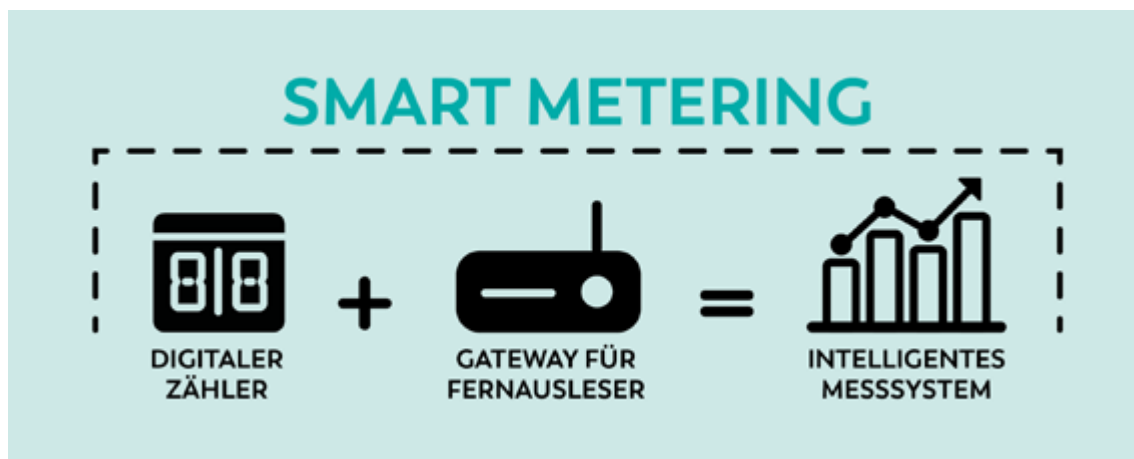 SMART METERING
DIGITALER
ZÄHLER
+
GATEWAY FÜR
FERNAUSLESER
=
INTELLIGENTES
MESSSYSTEM